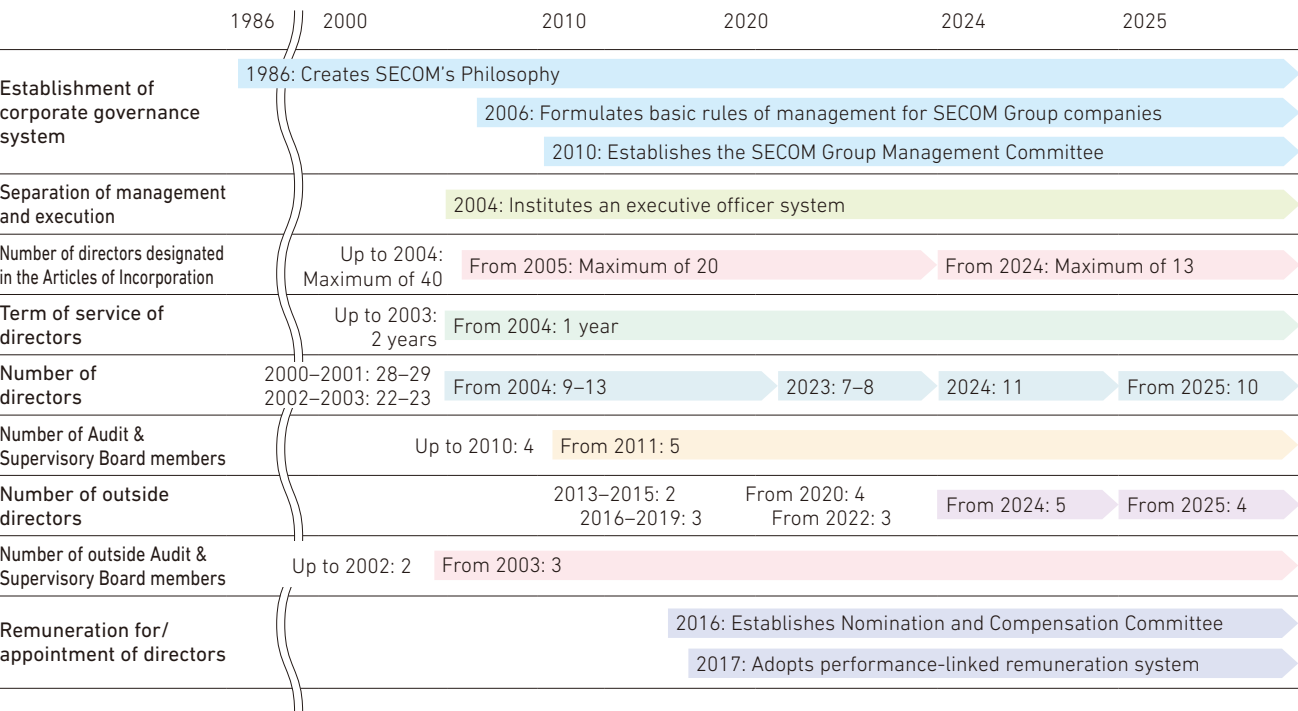 1986 2000 2010 2020 2024 2025
Establishment of
corporate governance
system
1986: Creates SECOM’s Philosophy
2006: Formulates basic rules of management for SECOM Group companies
2010: Establishes the SECOM Group Management Committee
Separation of management
and execution
2004: Institutes an executive officer system
Number of directors designated
in the Articles of Incorporation
Up to 2004:
Maximum of 40
From 2005: Maximum of 20
From 2024: Maximum of 13
Term of service of
directors
Up to 2003:
2 years
From 2004: 1 year
Number of
directors
2000–2001: 28–29
2002–2003: 22–23
From 2004: 9–13
2023: 7–8
2024: 11
From 2025: 10
Number of Audit &
Supervisory Board members
Up to 2010: 4
From 2011: 5
Number of outside
directors
2013–2015: 2
2016–2019: 3
From 2020: 4
From 2022: 3
From 2024: 5
From 2025: 4
Number of outside Audit &
Supervisory Board members
Up to 2002: 2
From 2003: 3
Remuneration for/
appointment of directors
2016: Establishes Nomination and Compensation Committee
2017: Adopts performance-linked remuneration system